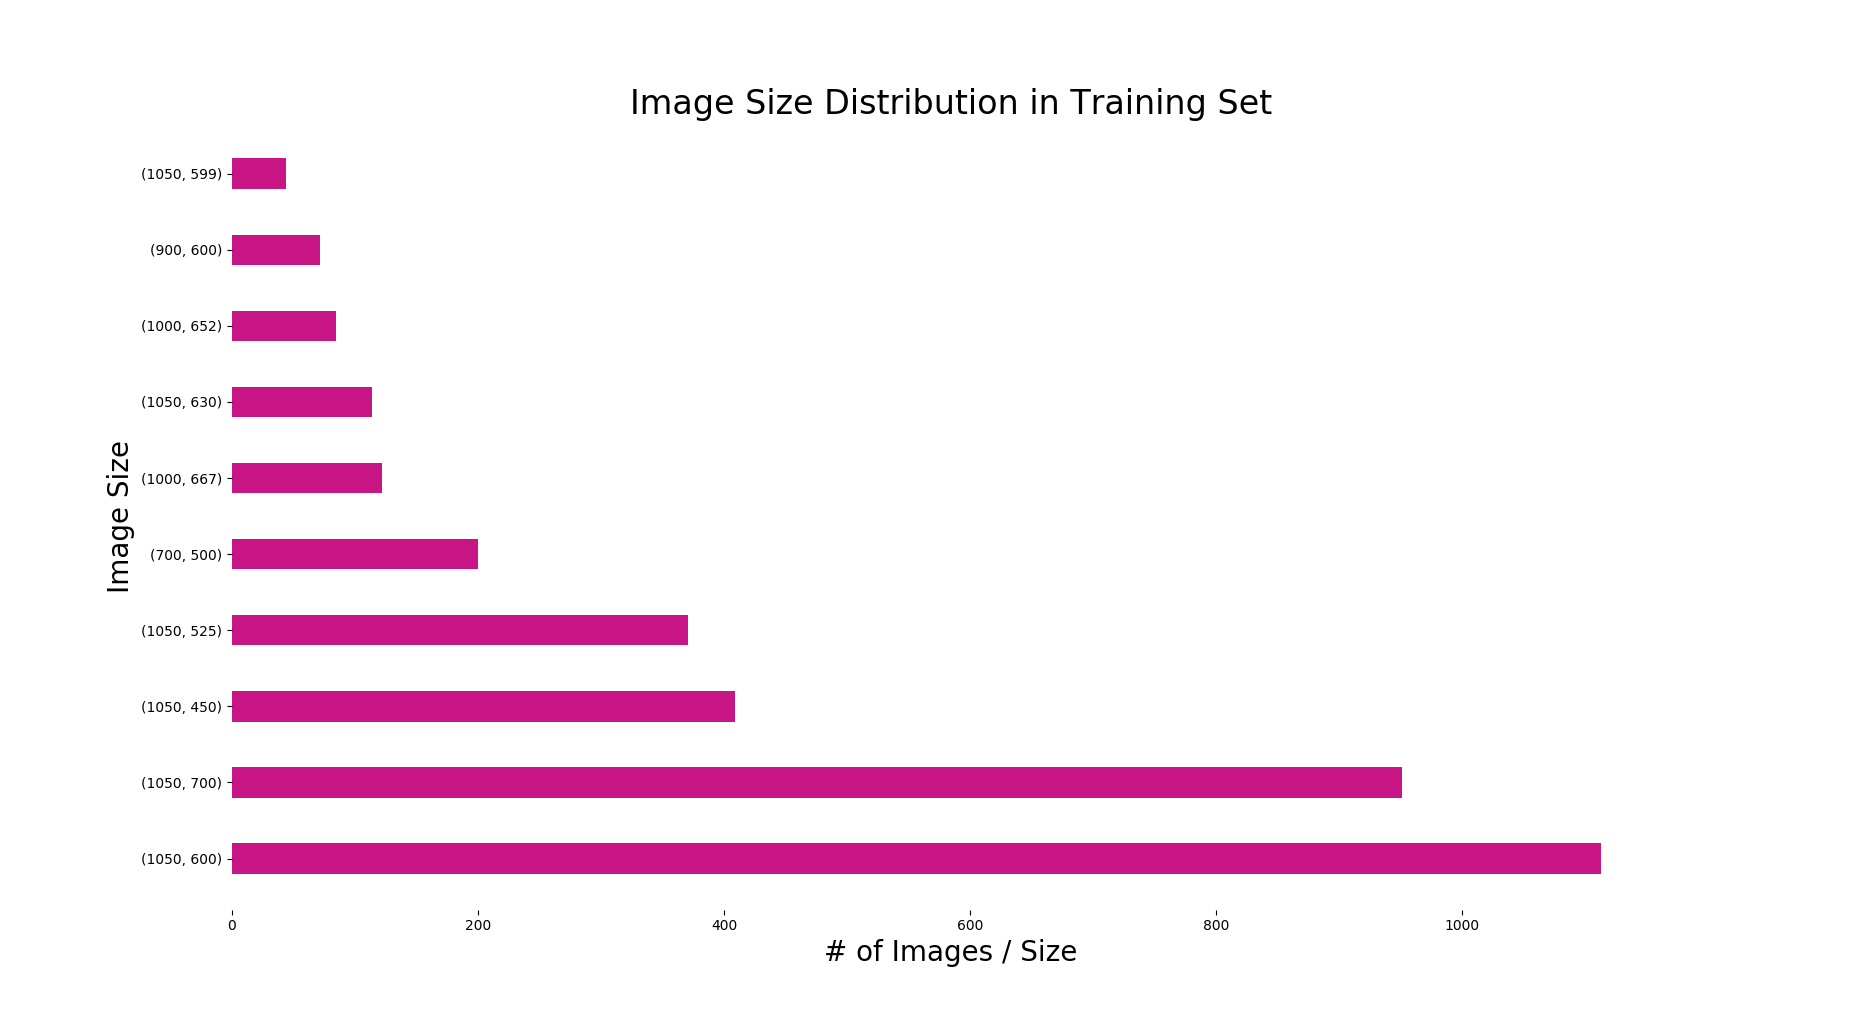 Image Size Distribution in Training Set
Image Size
(1050, 599)
(900, 600)
(1000, 652)
(1050, 630)
(1000, 667)
(700, 500)
(1050, 525)
(1050, 450)
(1050, 700)
(1050, 600)
0 200 400 600 800 1000
# of Images / Size